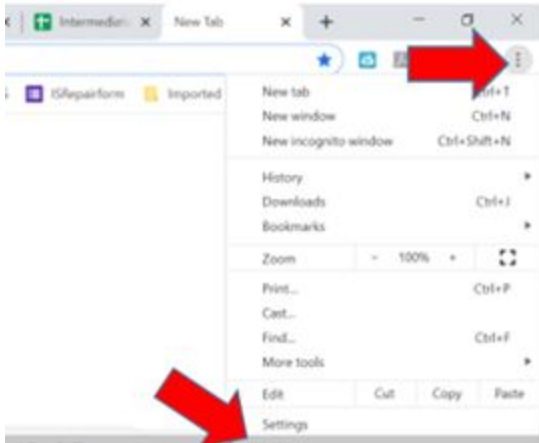 Intermedia
New Tab
ISRepairform
Imported
New tab
New window Ctrl+N
New incognito window Ctrl+Shift+N
History
Downloads Ctrl+J
Bookmarks
Zoom - 100% +
Print... Ctrl+P
Cast...
Find... Ctrl+F
More tools
Edit Cut Copy Paste
Settings